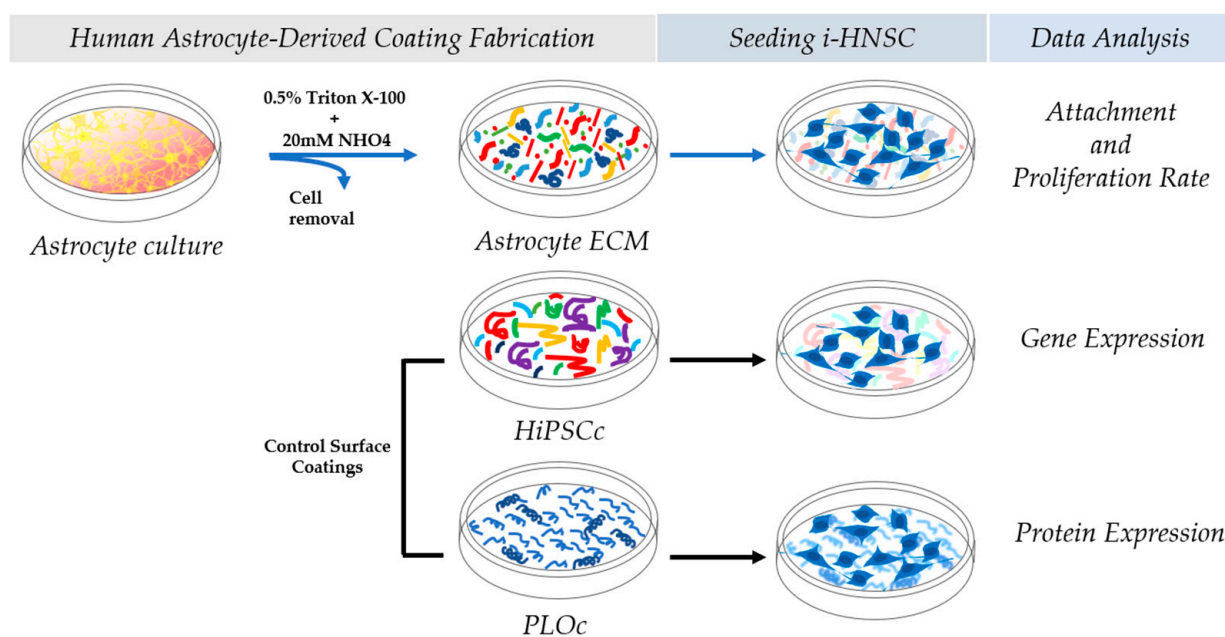 Human Astrocyte-Derived Coating Fabrication
Seeding i-HNSC
Data Analysis
0.5% Triton X-100
+
20mM NHO4
Cell
removal
Astrocyte culture
Astrocyte ECM
Attachment
and
Proliferation Rate
HiPSCc
Gene Expression
Control Surface
Coatings
PLOc
Protein Expression